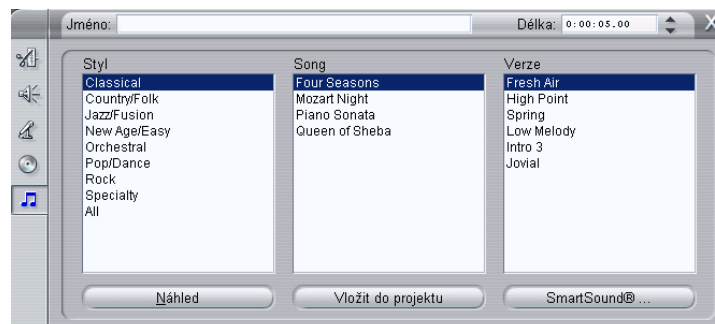 Jméno:
Délka: 0:00:05.00
X
Styl
Classical
Country/Folk
Jazz/Fusion
New Age/Easy
Orchestral
Pop/Dance
Rock
Specialty
All
Song
Four Seasons
Mozart Night
Piano Sonata
Queen of Sheba
Verze
Fresh Air
High Point
Spring
Low Melody
Intro 3
Jovial
Náhled
Vložit do projektu
SmartSound® ...